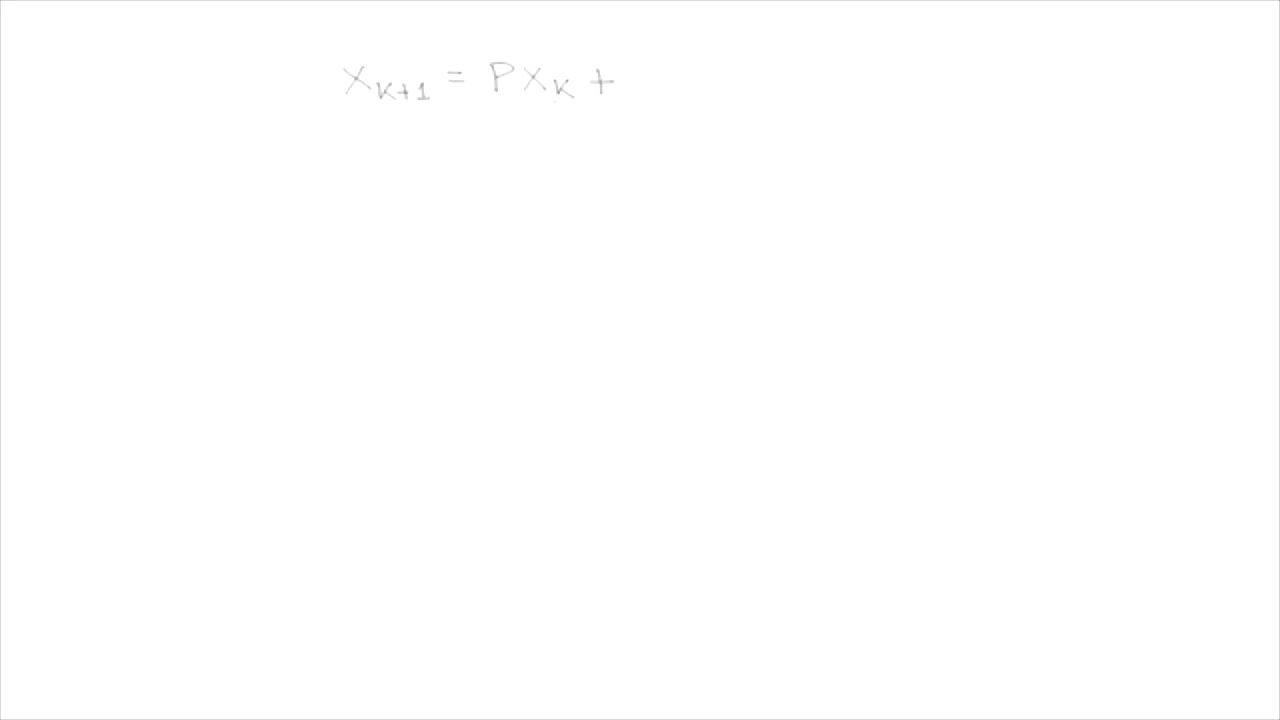 x_{k+1} = Px_k +